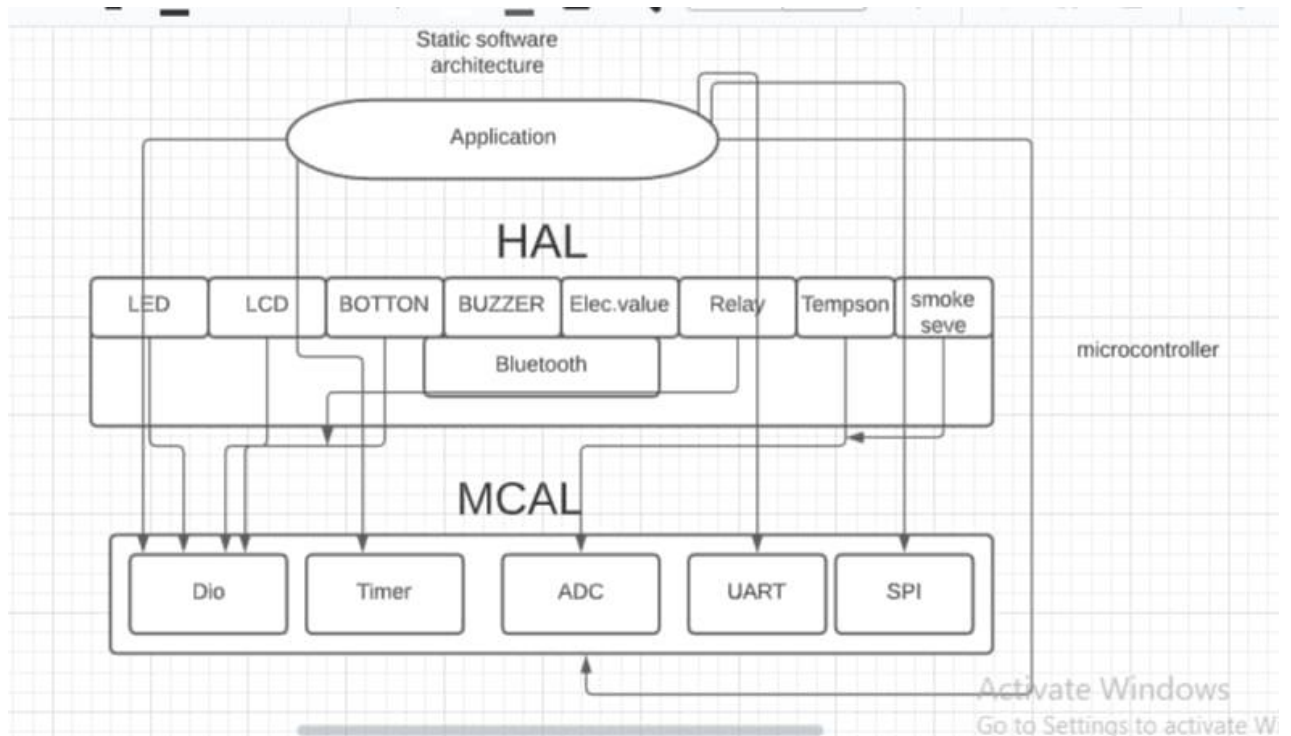 Static software
architecture
Application
HAL
LED
LCD
BOTTON
BUZZER
Elec.value
Relay
Tempson
smoke
seve
Bluetooth
microcontroller
MCAL
Dio
Timer
ADC
UART
SPI
Activate Windows
Go to Settings to activate W